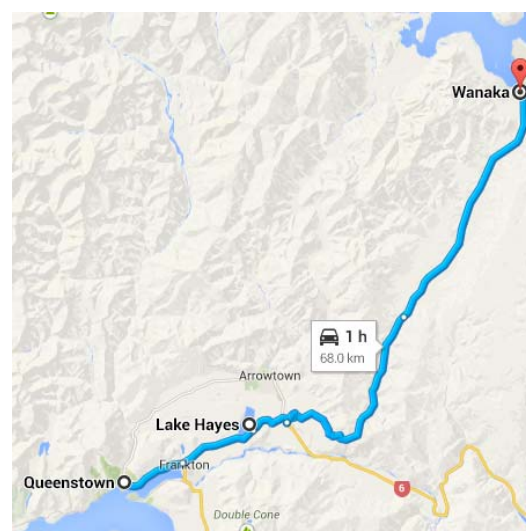 Wanaka
1 h
68.0 km
Arrowtown
Lake Hayes
Frankton
Queenstown
6
Double Cone